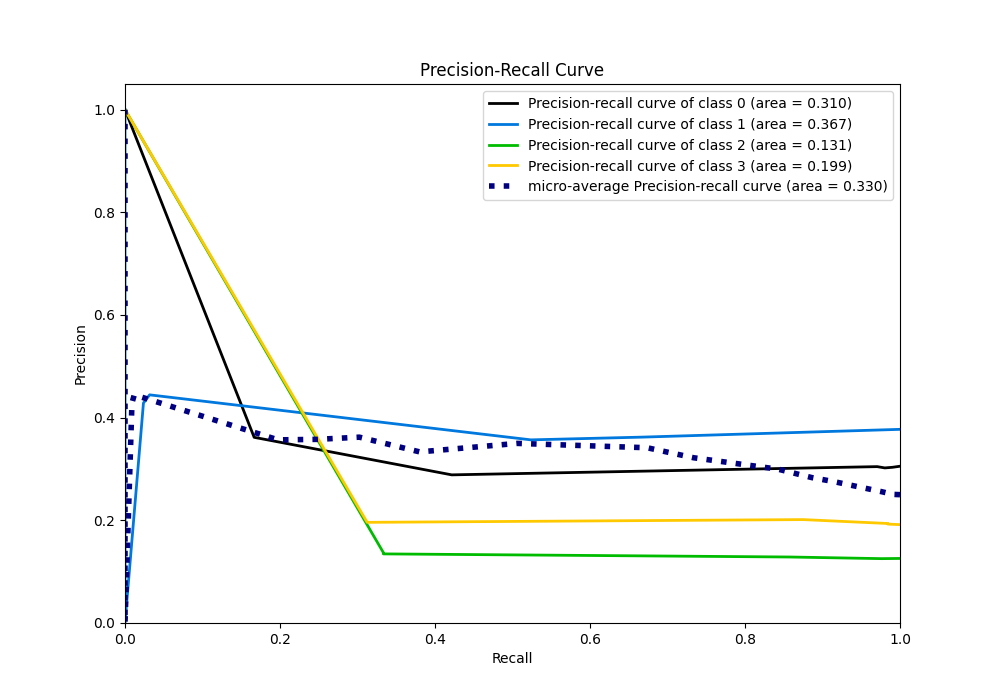 Precision-Recall Curve
Precision-recall curve of class 0 (area = 0.310)
Precision-recall curve of class 1 (area = 0.367)
Precision-recall curve of class 2 (area = 0.131)
Precision-recall curve of class 3 (area = 0.199)
micro-average Precision-recall curve (area = 0.330)
Precision
1.0
0.8
0.6
0.4
0.2
0.0
0.0 0.2 0.4 0.6 0.8 1.0
Recall